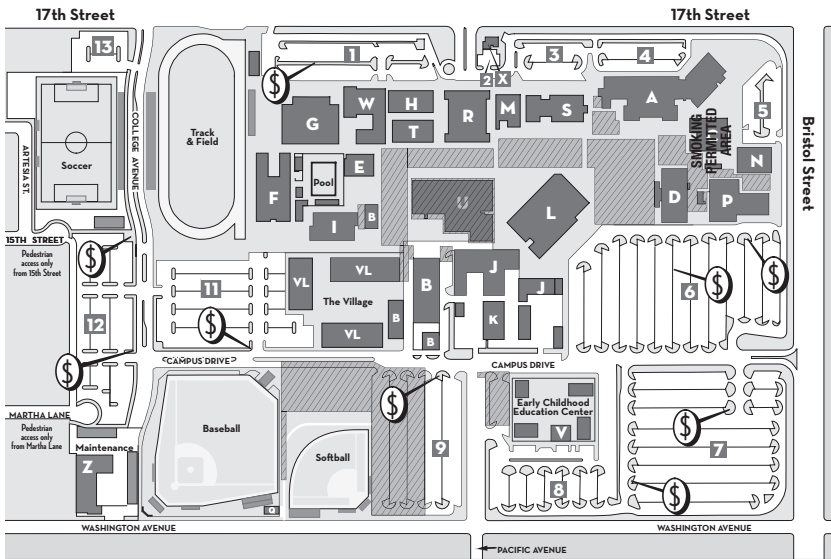 17th Street
17th Street
13
1
2
X
3
4
5
$
W
H
T
R
M
S
A
G
COLLEGE AVENUE
ARTESIA ST.
Track
& Field
Soccer
SMOKING
PERMITTED
AREA
Bristol Street
N
E
Pool
F
I
B
U
L
D
P
15TH STREET
Pedestrian
access only
from 15th Street
$
11
VL
VL
VL
The Village
B
B
B
J
J
K
6
$
$
12
$
$
CAMPUS DRIVE
CAMPUS DRIVE
MARTHA LANE
Pedestrian
access only
from Martha Lane
Maintenance
Z
Baseball
Softball
$
9
Early Childhood
Education Center
V
8
$
7
$
Q
WASHINGTON AVENUE
WASHINGTON AVENUE
PACIFIC AVENUE